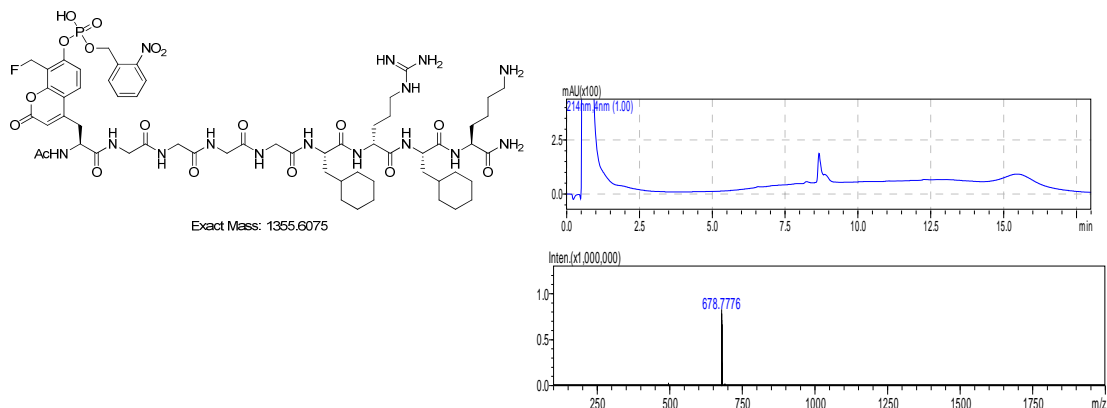 HO
O
P
O
O
NO2
F
O
O
AcHN
O
H
N
O
N
H
O
H
N
O
N
H
O
H
N
O
HN
NH2
HN
N
H
O
H
N
O
N
H
O
NH2
NH2
Exact Mass: 1355.6075
mAU(x100)
214nm,4nm (1.00)
2.5
0.0
0.0 2.5 5.0 7.5 10.0 12.5 15.0 min
Inten.(x1,000,000)
678.7776
1.0
0.5
0.0
250 500 750 1000 1250 1500 1750 m/z